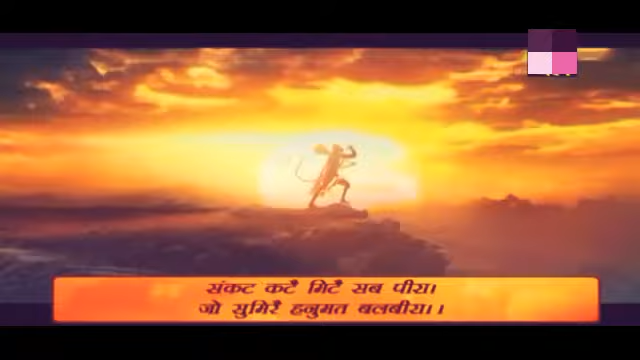 संकट कटैं मिटैं सब पीरा।
जो सुमिरैं हनुमत बलबीरा।।